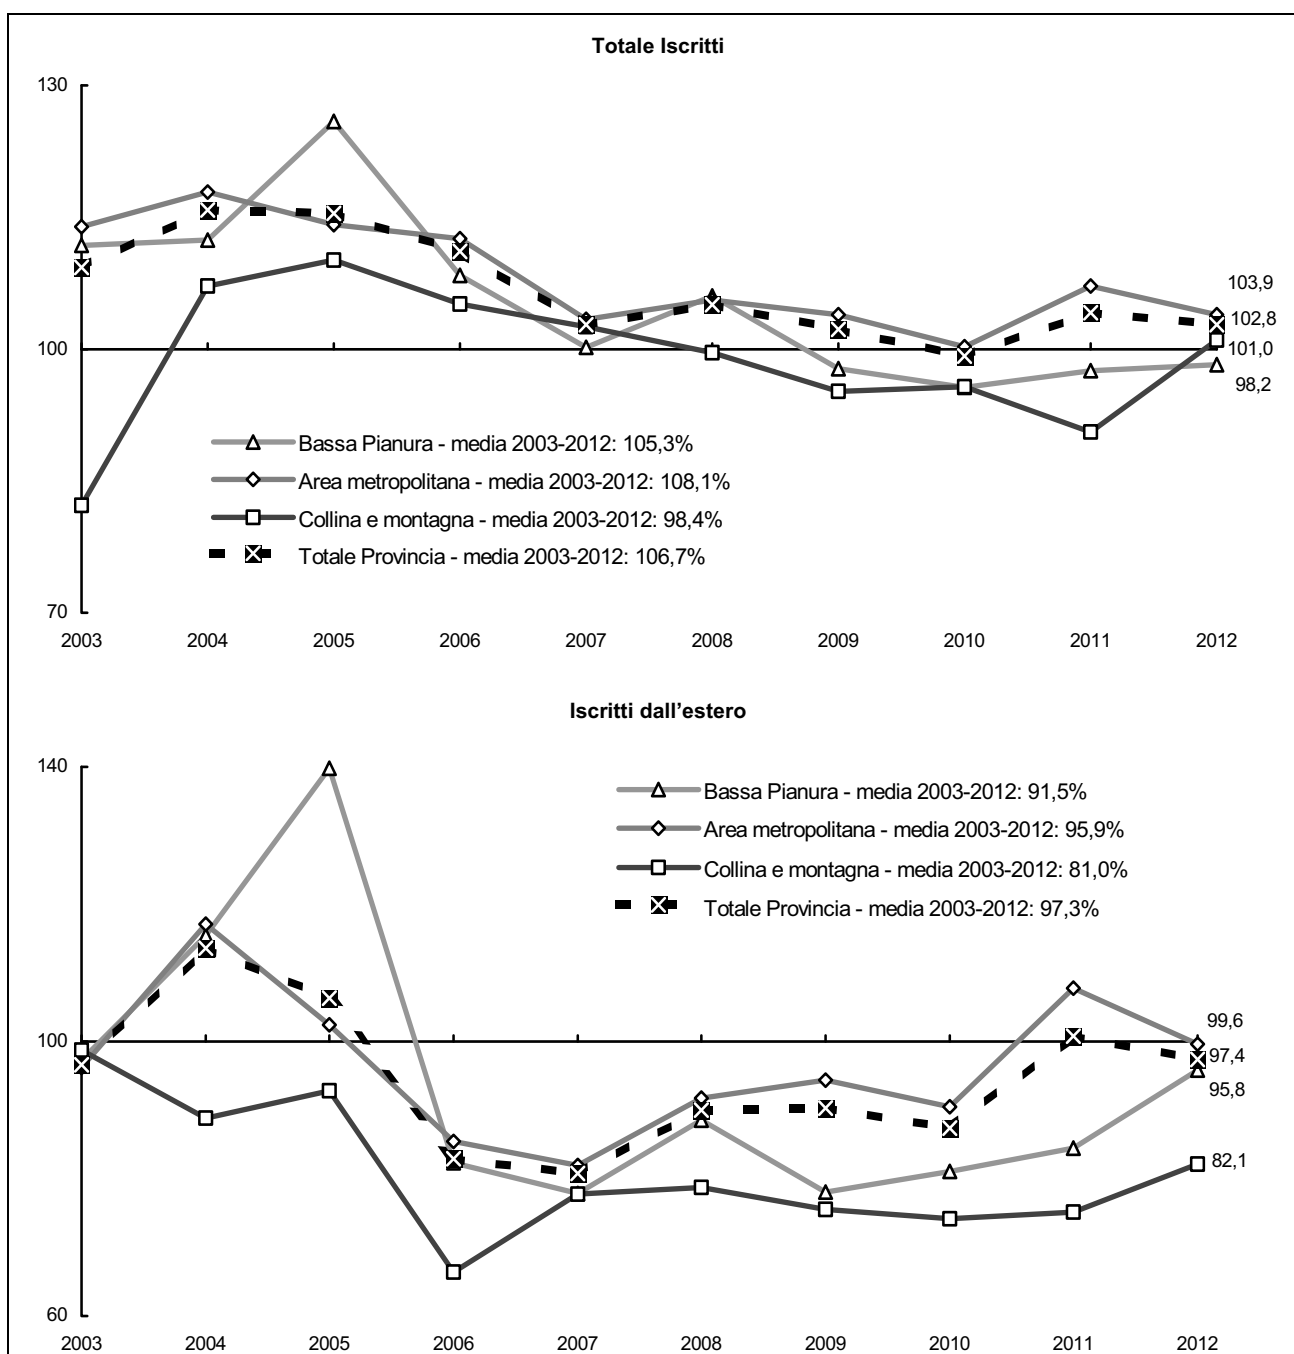 Totale Iscritti
130
103,9
102,8
100
101,0
98,2
Bassa Pianura - media 2003-2012: 105,3%
Area metropolitana - media 2003-2012: 108,1%
Collina e montagna - media 2003-2012: 98,4%
Totale Provincia - media 2003-2012: 106,7%
70
2003 2004 2005 2006 2007 2008 2009 2010 2011 2012
Iscritti dall'estero
140
Bassa Pianura - media 2003-2012: 91,5%
Area metropolitana - media 2003-2012: 95,9%
Collina e montagna - media 2003-2012: 81,0%
Totale Provincia - media 2003-2012: 97,3%
99,6
100
97,4
95,8
82,1
60
2003 2004 2005 2006 2007 2008 2009 2010 2011 2012